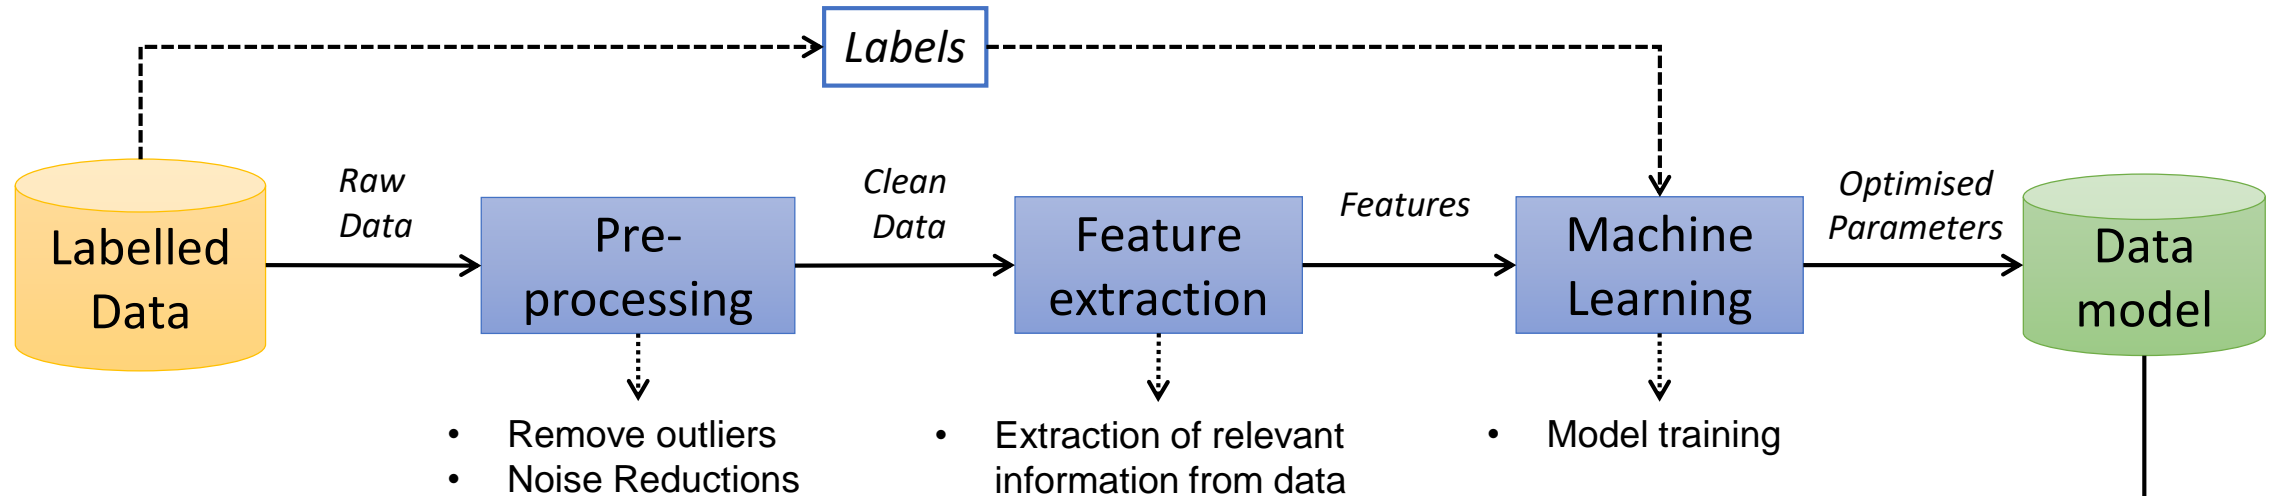 Labels
Labelled
Data
Raw
Data
Pre-
processing
Clean
Data
Feature
extraction
Features
Machine
Learning
Optimised
Parameters
Data
model
• Remove outliers
• Noise Reductions
• Extraction of relevant
information from data
• Model training